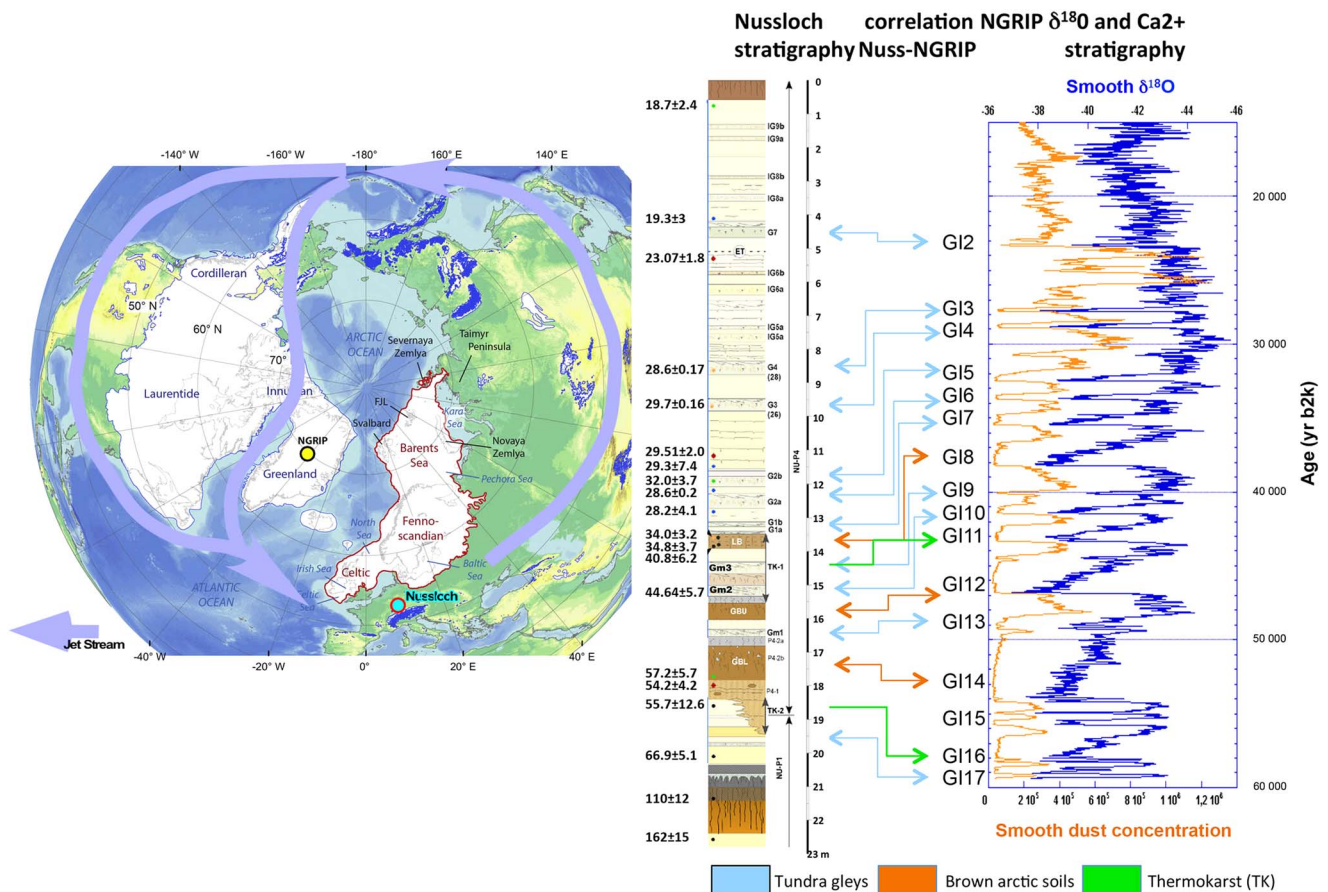 Nussloch
stratigraphy
correlation
Nuss-NGRIP
NGRIP δ¹⁸0 and Ca2+
stratigraphy
-140° W
-160° W
-180° W
160° E
140° E
Cordilleran
50° N
60° N
70°
ARCTIC
OCEAN
Severnaya
Zemlya
Taimyr
Peninsula
Laurentide
Innuitian
FJL
Kara
Sea
Svalbard
NGRIP
Barents
Sea
Novaya
Zemlya
Greenland
Pechora Sea
North
Sea
Fenno-
scandian
Irish Sea
Celtic
Baltic
Sea
Celtic
Sea
ATLANTIC
OCEAN
Nussloch
Jet Stream
-40° W
-20° W
0°
20° E
40° E
18.7±2.4
19.3±3
23.07±1.8
28.6±0.17
29.7±0.16
29.51±2.0
29.3±7.4
32.0±3.7
28.6±0.2
28.2±4.1
34.0±3.2
34.8±3.7
40.8±6.2
44.64±5.7
57.2±5.7
54.2±4.2
55.7±12.6
66.9±5.1
110±12
162±15
IG9b
IG9a
IG8b
IG8a
G7
ET
IG6b
IG6a
IG5a
IG5a
G4
(28)
G3
(26)
G2b
G2a
G1b
G1a
LB
TK-1
Gm3
Gm2
GBU
Gm1
P4-2a
P4-2b
GBL
P4-1
TK-2
NU-P4
NU-P1
0
1
2
3
4
5
6
7
8
9
10
11
12
13
14
15
16
17
18
19
20
21
22
23 m
GI2
GI3
GI4
GI5
GI6
GI7
GI8
GI9
GI10
GI11
GI12
GI13
GI14
GI15
GI16
GI17
Smooth δ¹⁸O
-36
-38
-40
-42
-44
-46
20 000
30 000
40 000
50 000
60 000
Age (yr b2k)
0
2 10⁵
4 10⁵
6 10⁵
8 10⁵
1 10⁶
1,2 10⁶
Smooth dust concentration
Tundra gleys
Brown arctic soils
Thermokarst (TK)